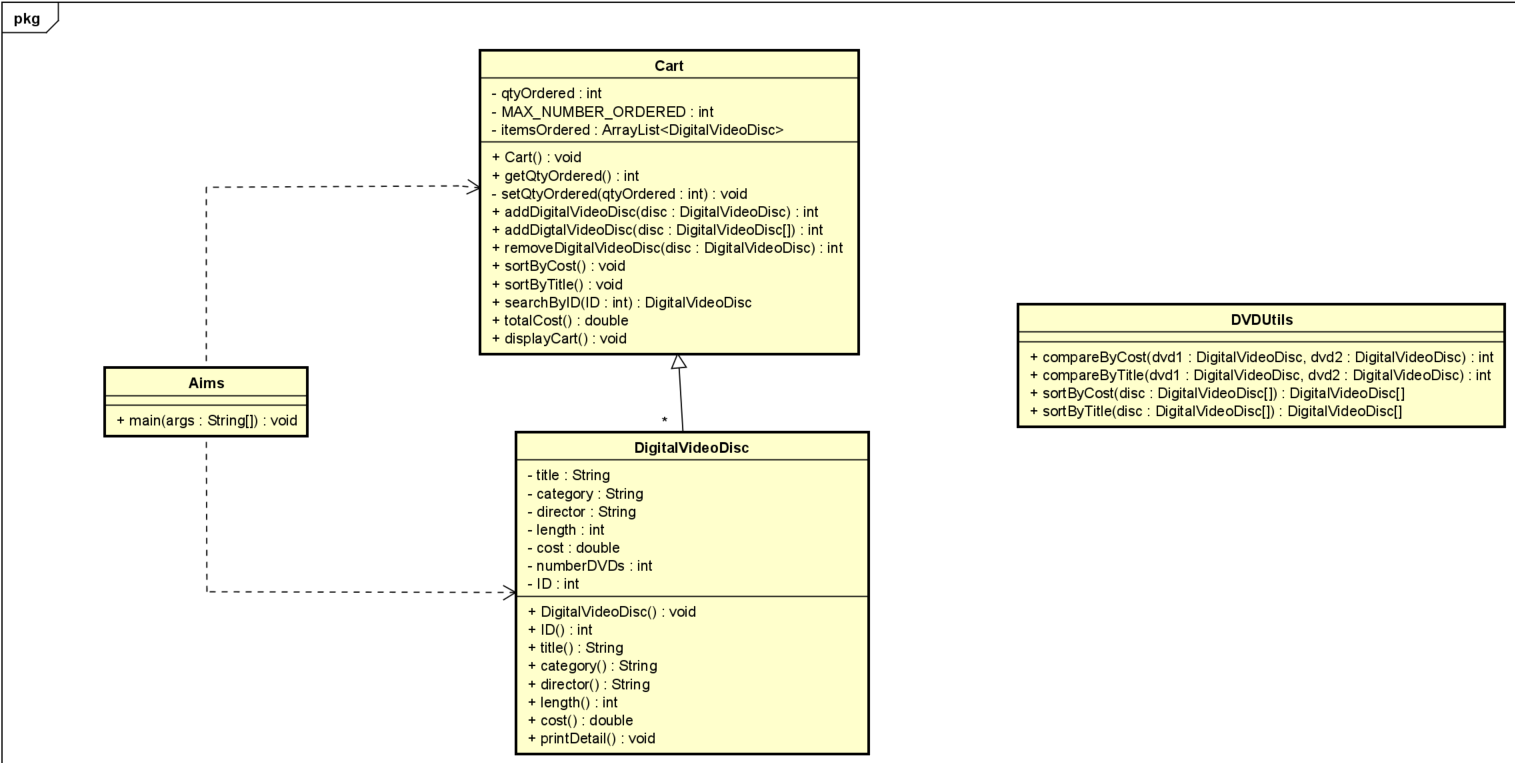 pkg
Cart
- qtyOrdered : int
- MAX_NUMBER_ORDERED : int
- itemsOrdered : ArrayList<DigitalVideoDisc>
+ Cart() : void
+ getQtyOrdered() : int
- setQtyOrdered(qtyOrdered : int) : void
+ addDigitalVideoDisc(disc : DigitalVideoDisc) : int
+ addDigtalVideoDisc(disc : DigitalVideoDisc[]) : int
+ removeDigitalVideoDisc(disc : DigitalVideoDisc) : int
+ sortByCost() : void
+ sortByTitle() : void
+ searchByID(ID : int) : DigitalVideoDisc
+ totalCost() : double
+ displayCart() : void
DVDUtils
+ compareByCost(dvd1 : DigitalVideoDisc, dvd2 : DigitalVideoDisc) : int
+ compareByTitle(dvd1 : DigitalVideoDisc, dvd2 : DigitalVideoDisc) : int
+ sortByCost(disc : DigitalVideoDisc[]) : DigitalVideoDisc[]
+ sortByTitle(disc : DigitalVideoDisc[]) : DigitalVideoDisc[]
Aims
+ main(args : String[]) : void
*
DigitalVideoDisc
- title : String
- category : String
- director : String
- length : int
- cost : double
- numberDVDs : int
- ID : int
+ DigitalVideoDisc() : void
+ ID() : int
+ title() : String
+ category() : String
+ director() : String
+ length() : int
+ cost() : double
+ printDetail() : void